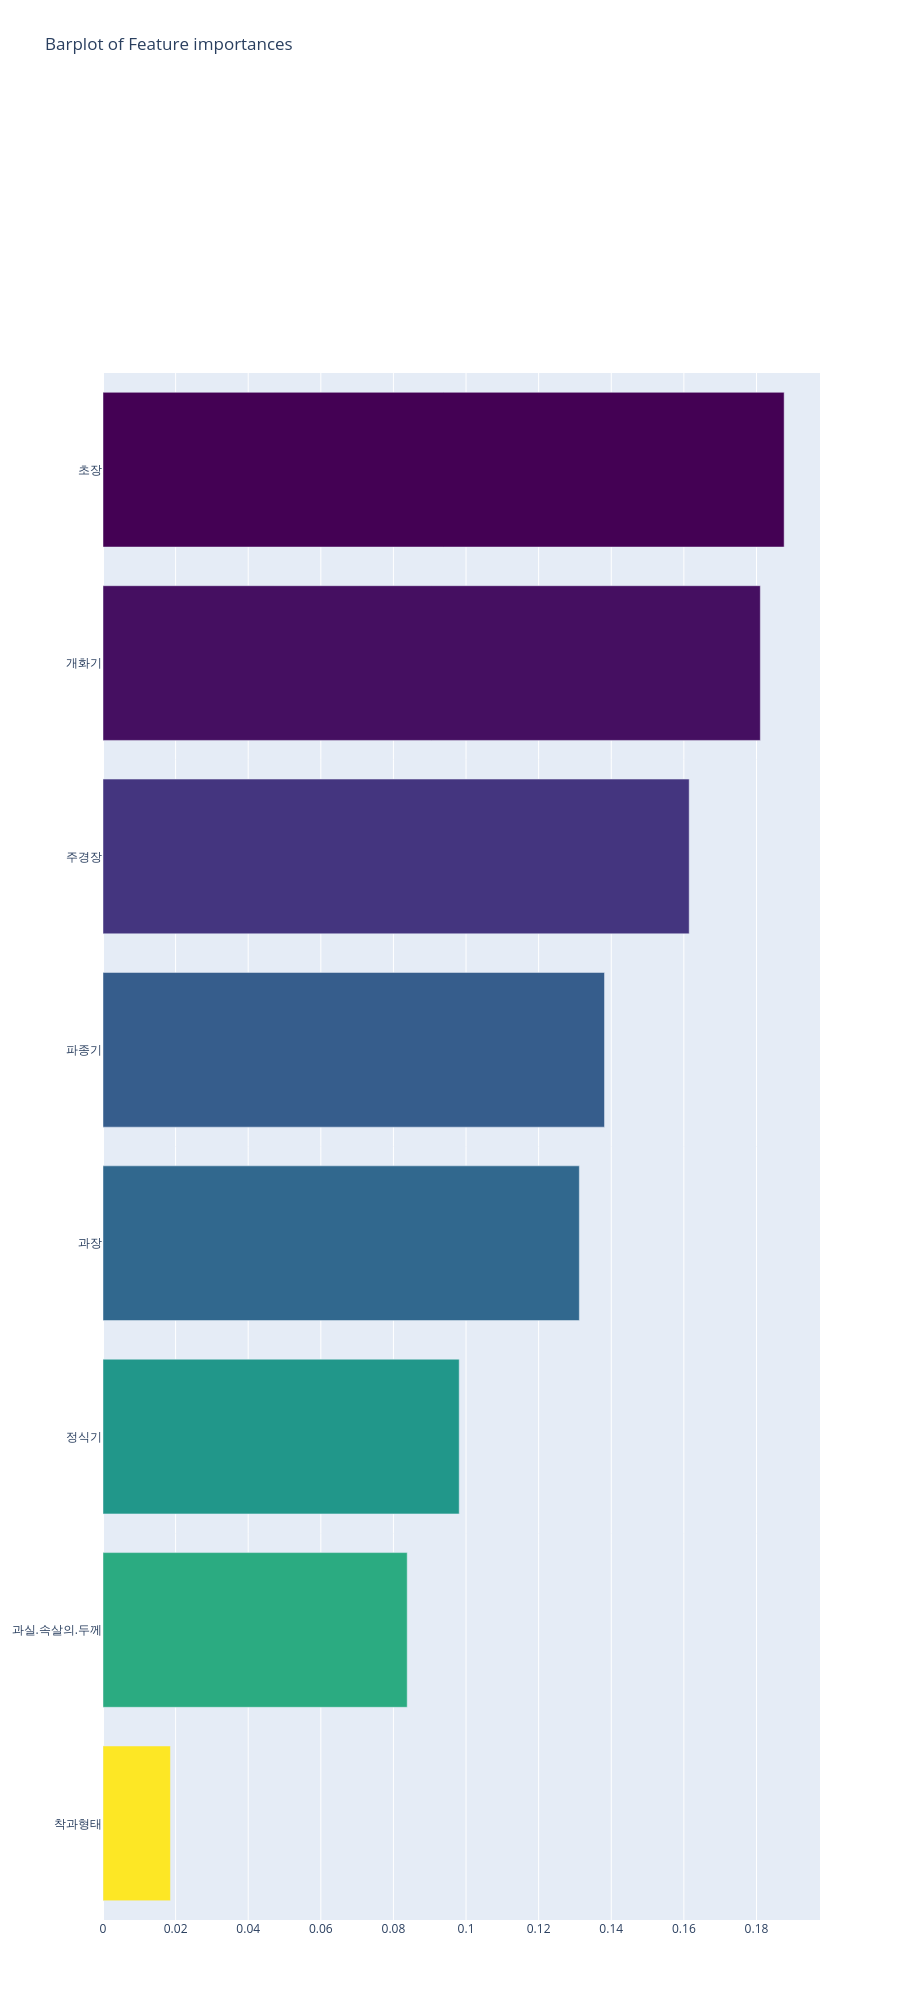 Barplot of Feature importances
초장
개화기
주경장
파종기
과장
정식기
과실.속살의.두께
착과형태
0 0.02 0.04 0.06 0.08 0.1 0.12 0.14 0.16 0.18